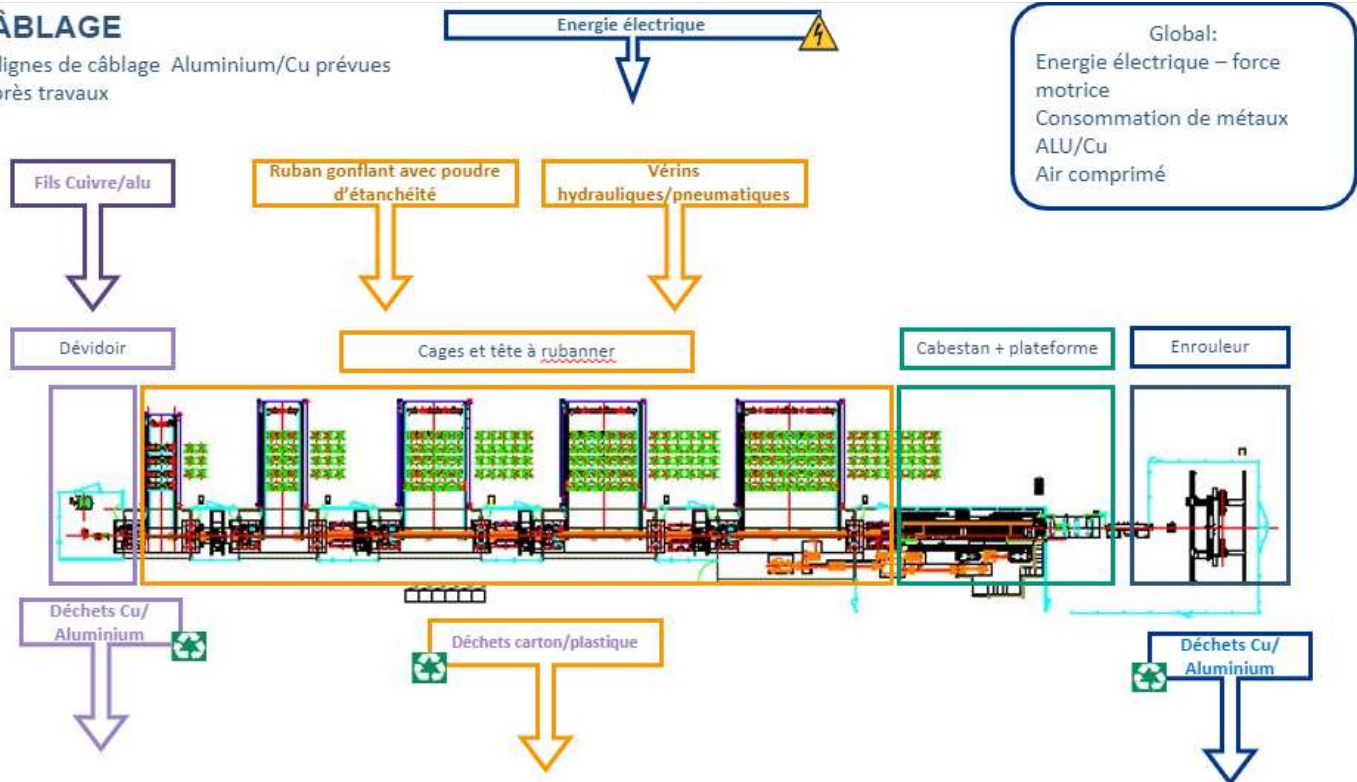 ÂBLAGE
lignes de câblage Aluminium/Cu prévues
près travaux
Energie électrique
Global:
Energie électrique – force
motrice
Consommation de métaux
ALU/Cu
Air comprimé
Fils Cuivre/alu
Ruban gonflant avec poudre
d'étanchéité
Vérins
hydrauliques/pneumatiques
Dévidoir
Cages et tête à rubanner
Cabestan + plateforme
Enrouleur
Déchets Cu/
Aluminium
Déchets carton/plastique
Déchets Cu/
Aluminium